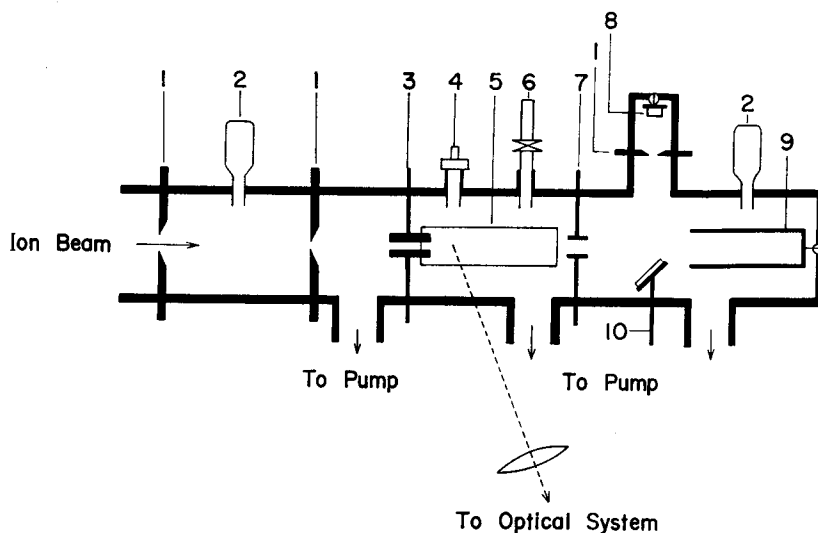 8
1 2 1 3 4 5 6 7 1 2 9
Ion Beam
10
To Pump To Pump
To Optical System